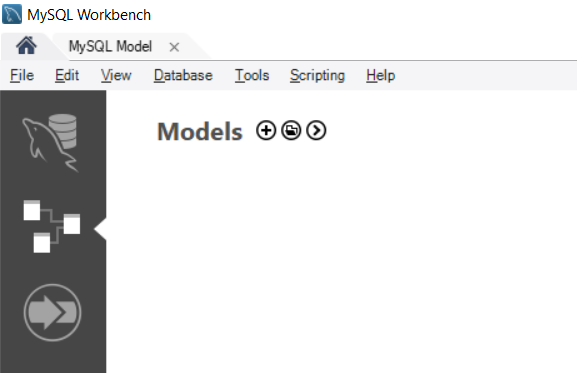 MySQL Workbench
MySQL Model
File Edit View Database Tools Scripting Help
Models